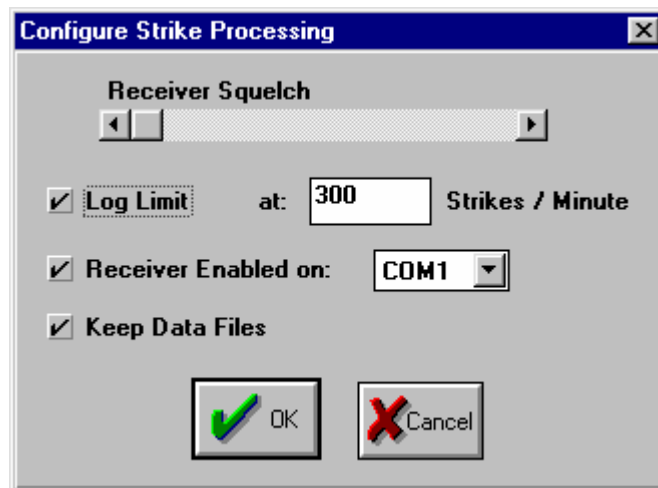 Configure Strike Processing
Receiver Squelch
Log Limit at: 300 Strikes / Minute
Receiver Enabled on: COM1
Keep Data Files
OK Cancel